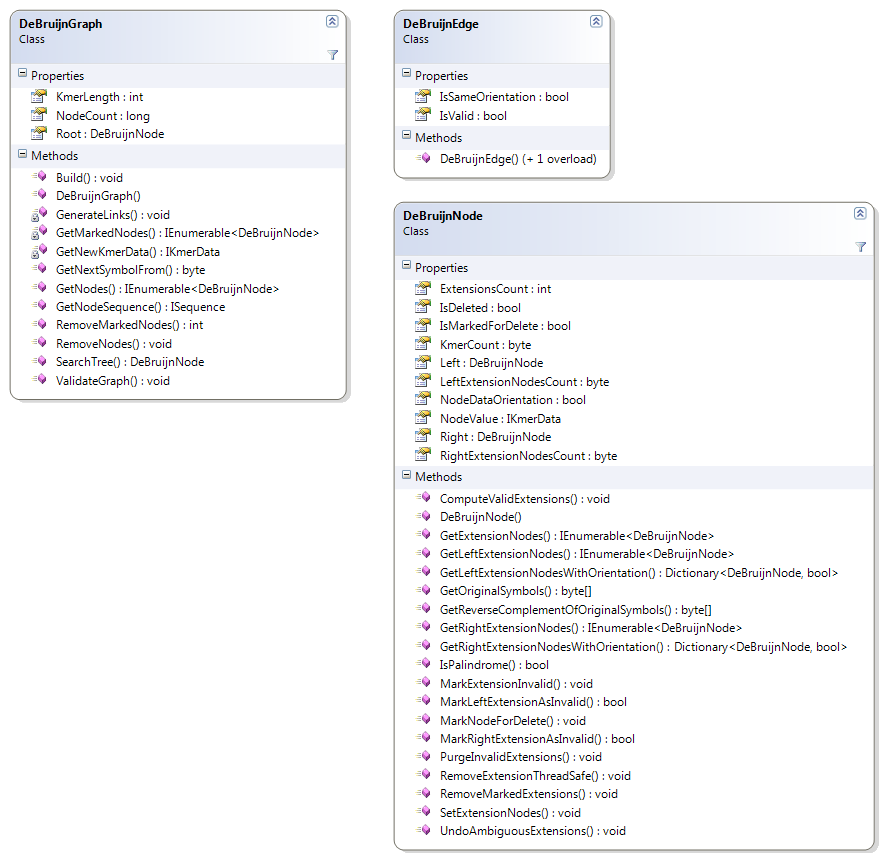 DeBruijnGraph
Class
Properties
KmerLength : int
NodeCount : long
Root : DeBruijnNode
Methods
Build() : void
DeBruijnGraph()
GenerateLinks() : void
GetMarkedNodes() : IEnumerable<DeBruijnNode>
GetNewKmerData() : IKmerData
GetNextSymbolFrom() : byte
GetNodes() : IEnumerable<DeBruijnNode>
GetNodeSequence() : ISequence
RemoveMarkedNodes() : int
RemoveNodes() : void
SearchTree() : DeBruijnNode
ValidateGraph() : void
DeBruijnEdge
Class
Properties
IsSameOrientation : bool
IsValid : bool
Methods
DeBruijnEdge() (+ 1 overload)
DeBruijnNode
Class
Properties
ExtensionsCount : int
IsDeleted : bool
IsMarkedForDelete : bool
KmerCount : byte
Left : DeBruijnNode
LeftExtensionNodesCount : byte
NodeDataOrientation : bool
NodeValue : IKmerData
Right : DeBruijnNode
RightExtensionNodesCount : byte
Methods
ComputeValidExtensions() : void
DeBruijnNode()
GetExtensionNodes() : IEnumerable<DeBruijnNode>
GetLeftExtensionNodes() : IEnumerable<DeBruijnNode>
GetLeftExtensionNodesWithOrientation() : Dictionary<DeBruijnNode, bool>
GetOriginalSymbols() : byte[]
GetReverseComplementOfOriginalSymbols() : byte[]
GetRightExtensionNodes() : IEnumerable<DeBruijnNode>
GetRightExtensionNodesWithOrientation() : Dictionary<DeBruijnNode, bool>
IsPalindrome() : bool
MarkExtensionInvalid() : void
MarkLeftExtensionAsInvalid() : bool
MarkNodeForDelete() : void
MarkRightExtensionAsInvalid() : bool
PurgeInvalidExtensions() : void
RemoveExtensionThreadSafe() : void
RemoveMarkedExtensions() : void
SetExtensionNodes() : void
UndoAmbiguousExtensions() : void